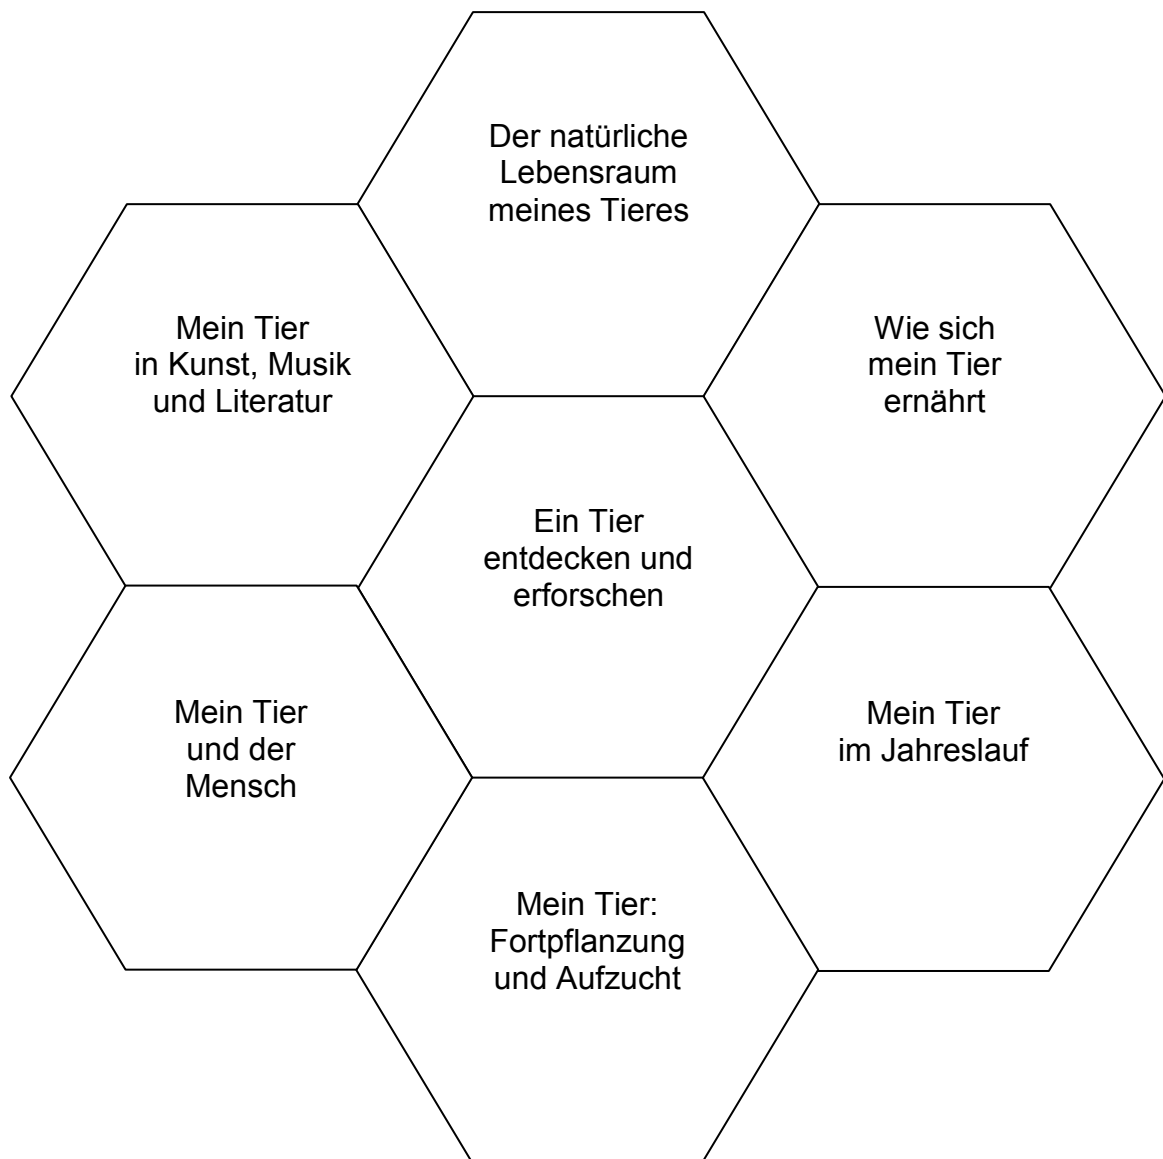 Der natürliche
Lebensraum
meines Tieres
Mein Tier
in Kunst, Musik
und Literatur
Wie sich
mein Tier
ernährt
Ein Tier
entdecken und
erforschen
Mein Tier
und der
Mensch
Mein Tier
im Jahreslauf
Mein Tier:
Fortpflanzung
und Aufzucht